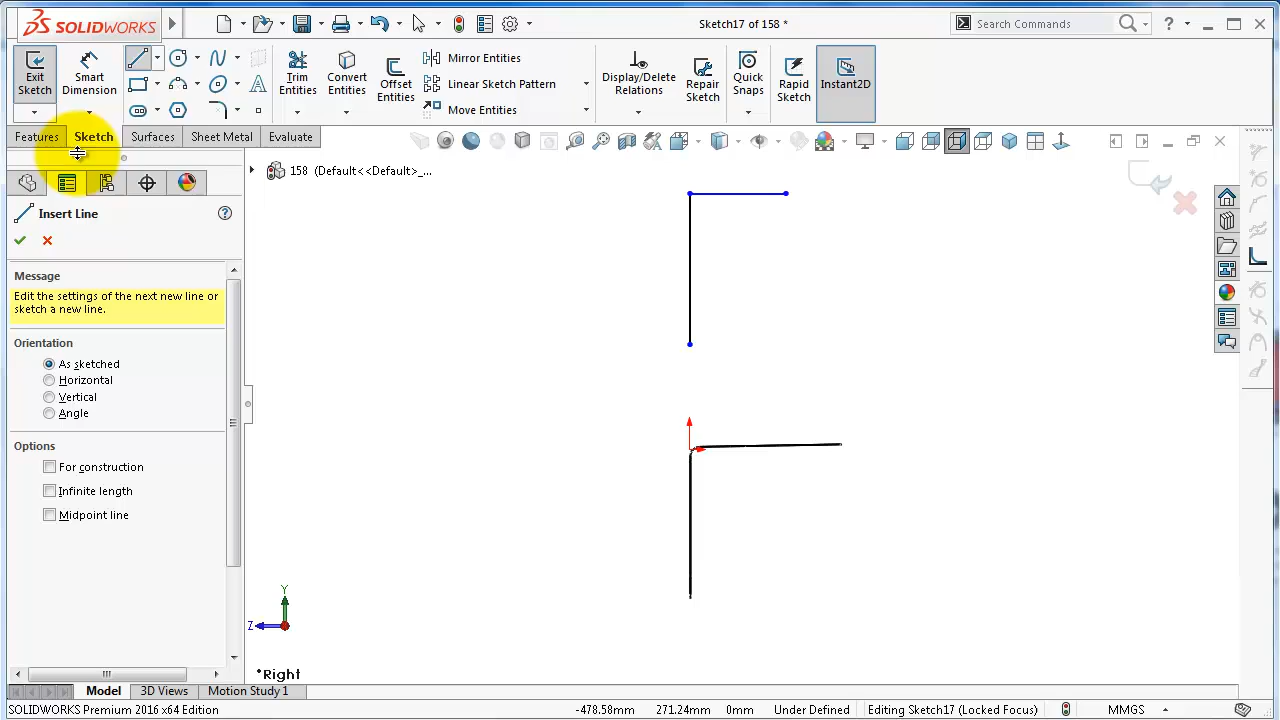 SOLIDWORKS
Sketch17 of 158 *
Search Commands
Exit Sketch
Smart Dimension
Trim Entities
Convert Entities
Offset Entities
Mirror Entities
Linear Sketch Pattern
Move Entities
Display/Delete Relations
Repair Sketch
Quick Snaps
Rapid Sketch
Instant2D
Features
Sketch
Surfaces
Sheet Metal
Evaluate
158 (Default<<Default>_...
Insert Line
Message
Edit the settings of the next new line or
sketch a new line.
Orientation
As sketched
Horizontal
Vertical
Angle
Options
For construction
Infinite length
Midpoint line
Y
Z
*Right
Model
3D Views
Motion Study 1
SOLIDWORKS Premium 2016 x64 Edition
-478.58mm
271.24mm
0mm
Under Defined
Editing Sketch17 (Locked Focus)
MMGS